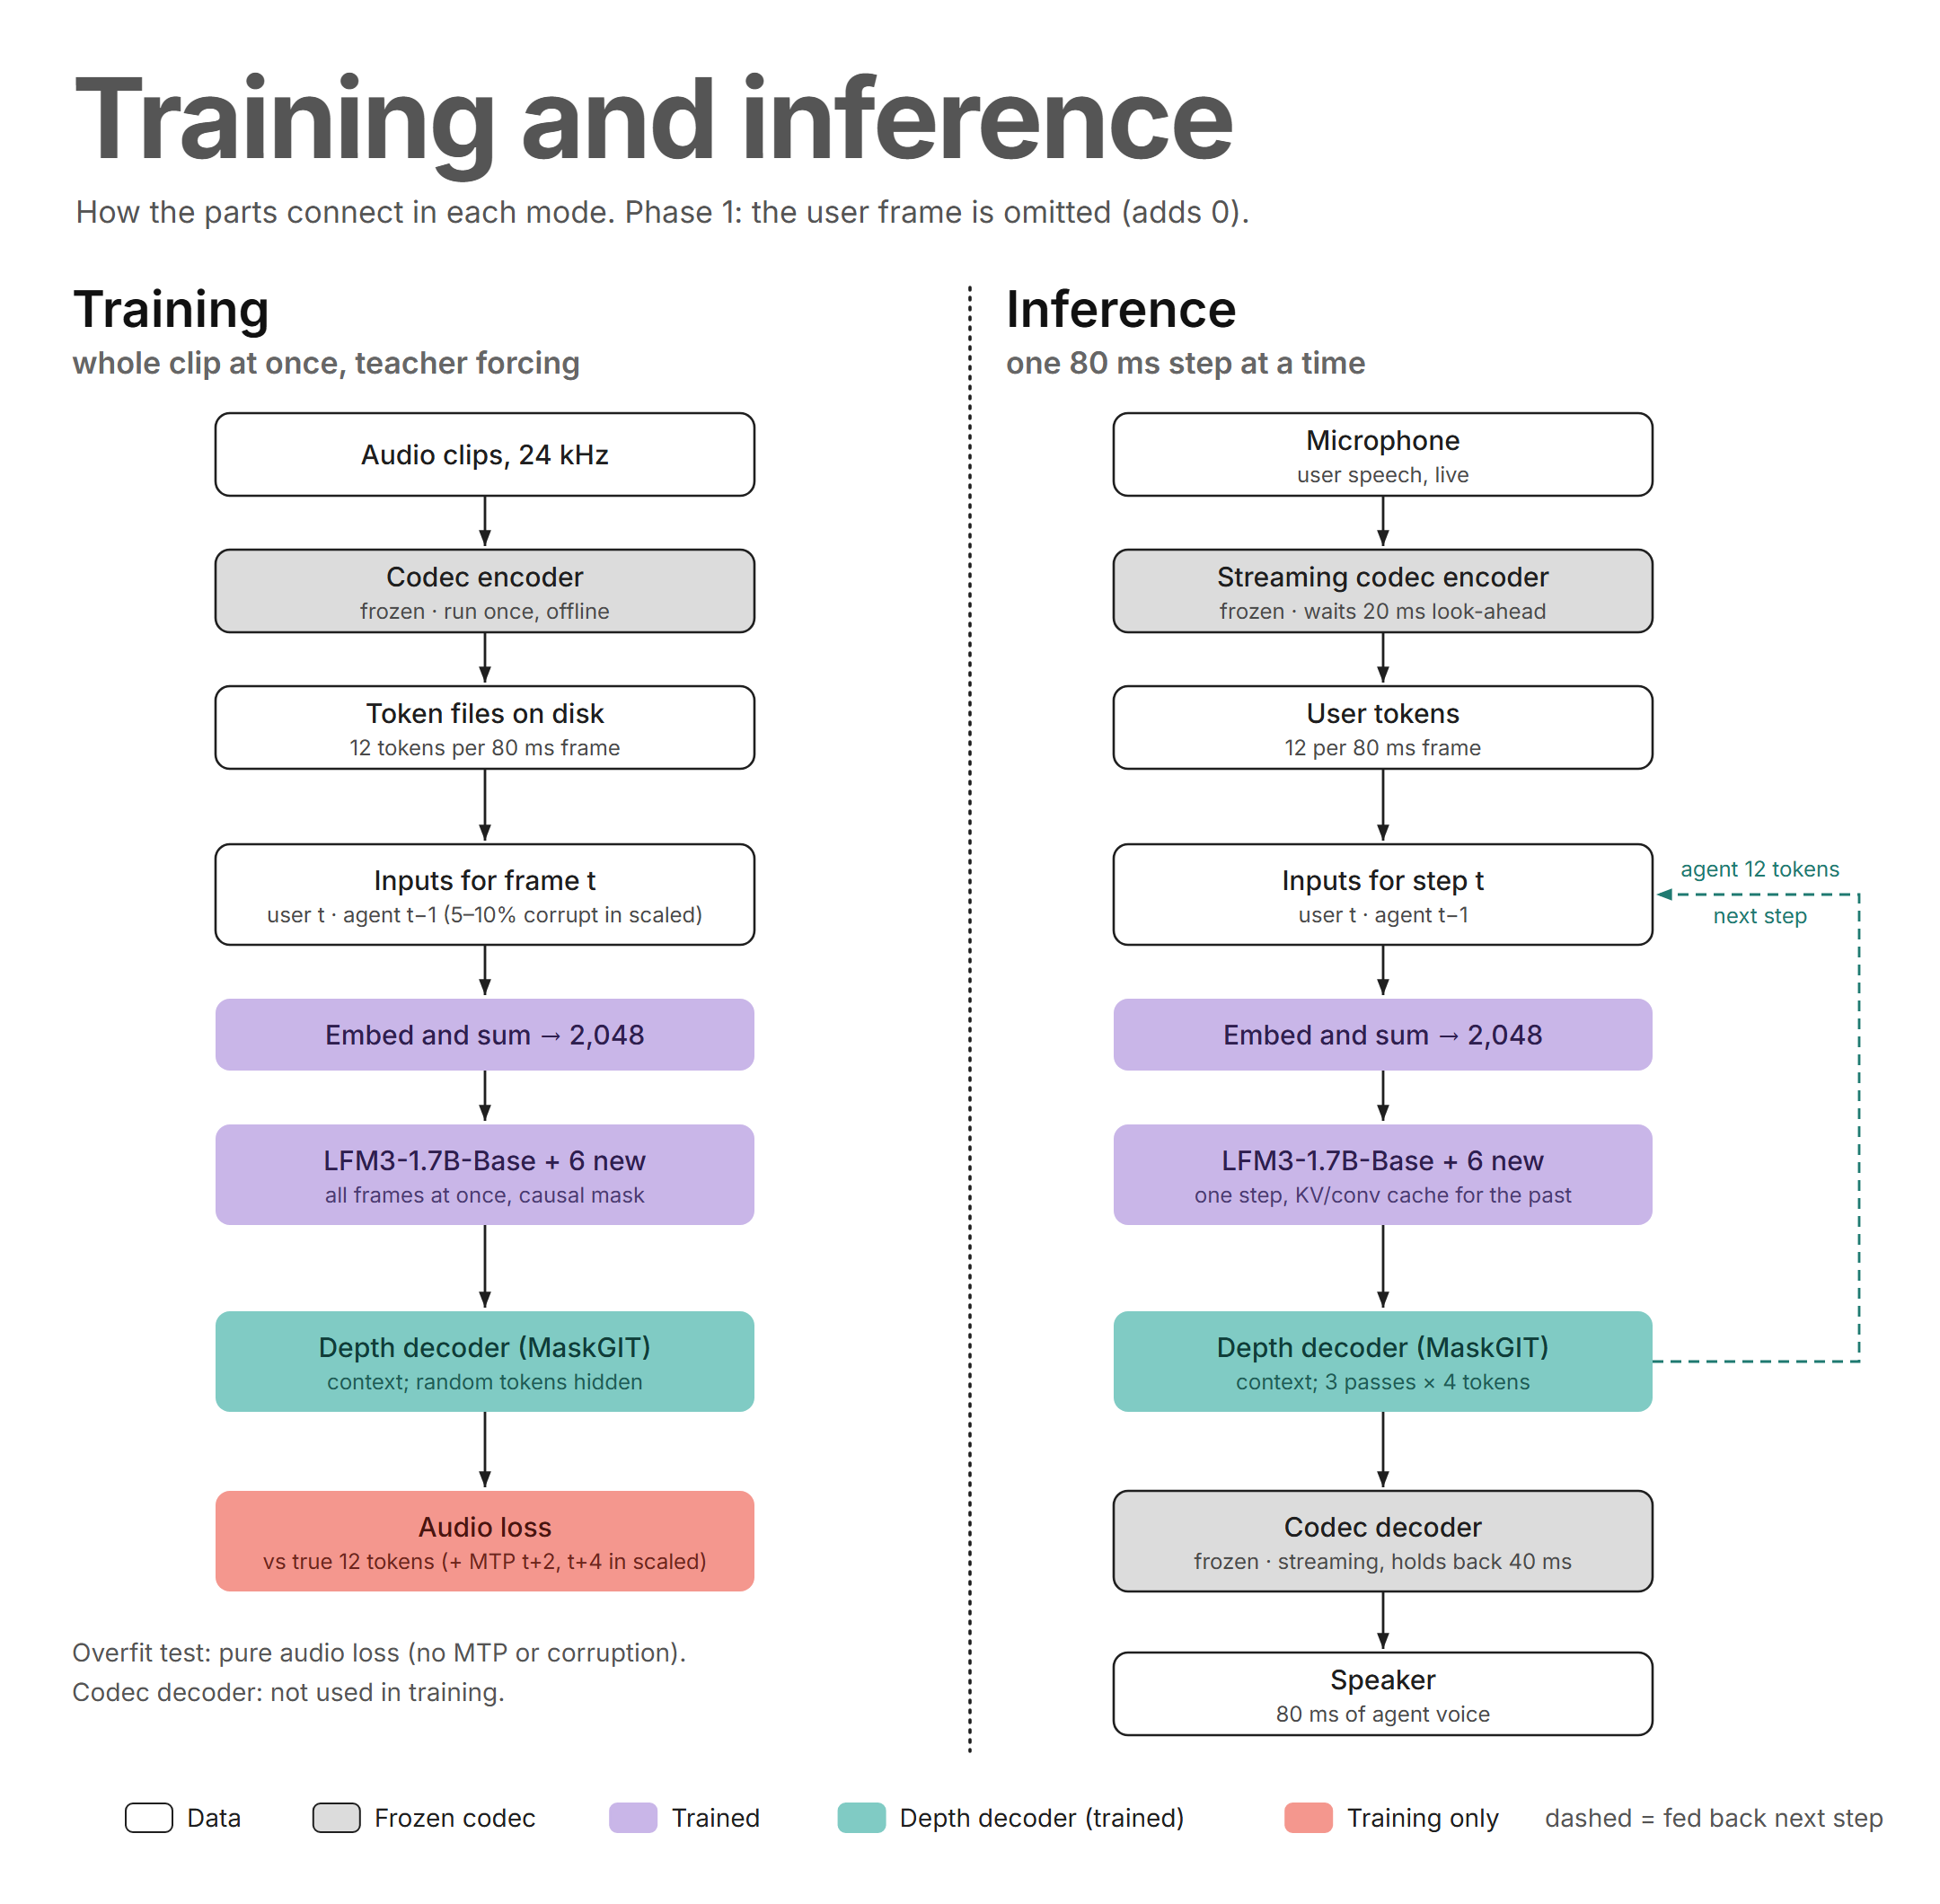 Training and inference
How the parts connect in each mode. Phase 1: the user frame is omitted (adds 0).
Training
whole clip at once, teacher forcing
Audio clips, 24 kHz
Codec encoder
frozen · run once, offline
Token files on disk
12 tokens per 80 ms frame
Inputs for frame t
user t · agent t−1 (5–10% corrupt in scaled)
Embed and sum → 2,048
LFM3-1.7B-Base + 6 new
all frames at once, causal mask
Depth decoder (MaskGIT)
context; random tokens hidden
Audio loss
vs true 12 tokens (+ MTP t+2, t+4 in scaled)
Overfit test: pure audio loss (no MTP or corruption).
Codec decoder: not used in training.
Inference
one 80 ms step at a time
Microphone
user speech, live
Streaming codec encoder
frozen · waits 20 ms look-ahead
User tokens
12 per 80 ms frame
Inputs for step t
user t · agent t−1
agent 12 tokens
next step
Embed and sum → 2,048
LFM3-1.7B-Base + 6 new
one step, KV/conv cache for the past
Depth decoder (MaskGIT)
context; 3 passes × 4 tokens
Codec decoder
frozen · streaming, holds back 40 ms
Speaker
80 ms of agent voice
Data
Frozen codec
Trained
Depth decoder (trained)
Training only
dashed = fed back next step